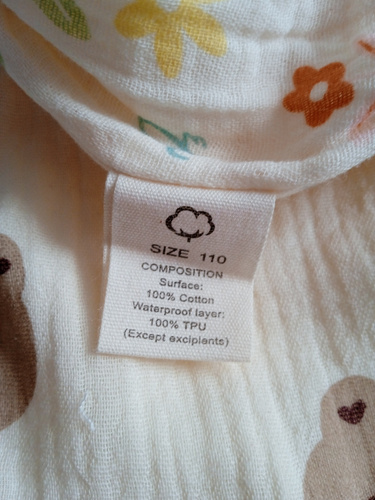 SIZE 110
COMPOSITION
Surface:
100% Cotton
Waterproof layer:
100% TPU
(Except excipients)